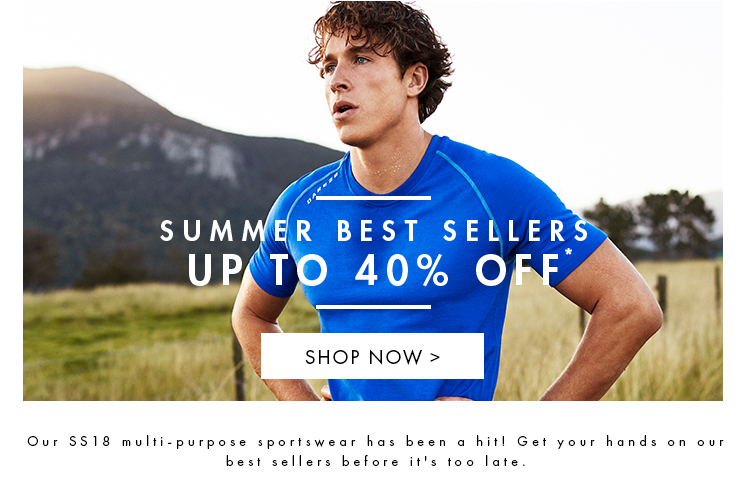 SUMMER BEST SELLERS
UP TO 40% OFF*
SHOP NOW >
Our SS18 multi-purpose sportswear has been a hit! Get your hands on our
best sellers before it's too late.